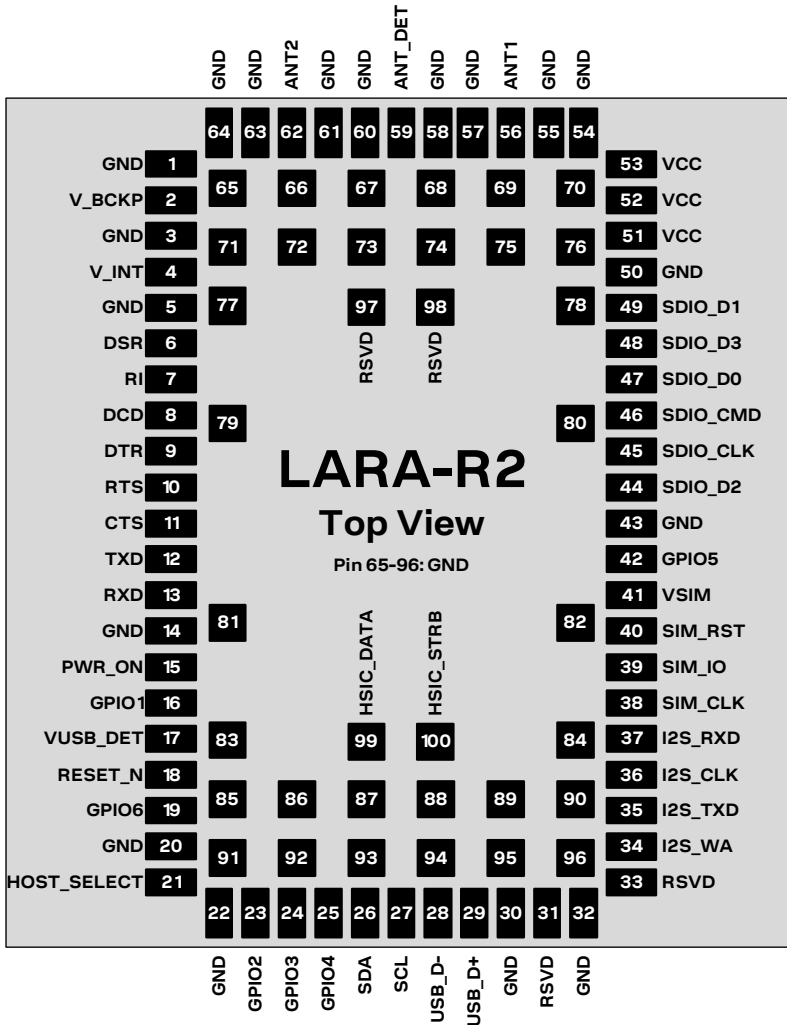 GND GND ANT2 GND GND ANT_DET GND GND ANT1 GND GND
64 63 62 61 60 59 58 57 56 55 54
GND 1
V_BCKP 2
GND 3
V_INT 4
GND 5
DSR 6
RI 7
DCD 8
DTR 9
RTS 10
CTS 11
TXD 12
RXD 13
GND 14
PWR_ON 15
GPIO1 16
VUSB_DET 17
RESET_N 18
GPIO6 19
GND 20
HOST_SELECT 21
65 66 67 68 69 70
71 72 73 74 75 76
77 97 98 78
RSVD RSVD
79 80
LARA-R2
Top View
Pin 65-96: GND
81 82
HSIC_DATA HSIC_STRB
83 99 100 84
85 86 87 88 89 90
91 92 93 94 95 96
53 VCC
52 VCC
51 VCC
50 GND
49 SDIO_D1
48 SDIO_D3
47 SDIO_D0
46 SDIO_CMD
45 SDIO_CLK
44 SDIO_D2
43 GND
42 GPIO5
41 VSIM
40 SIM_RST
39 SIM_IO
38 SIM_CLK
37 I2S_RXD
36 I2S_CLK
35 I2S_TXD
34 I2S_WA
33 RSVD
22 23 24 25 26 27 28 29 30 31 32
GND GPIO2 GPIO3 GPIO4 SDA SCL USB_D- USB_D+ GND RSVD GND